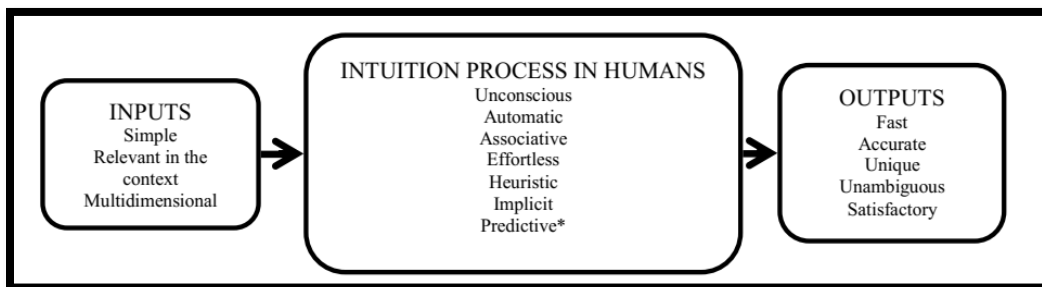 INPUTS
Simple
Relevant in the
context
Multidimensional
INTUITION PROCESS IN HUMANS
Unconscious
Automatic
Associative
Effortless
Heuristic
Implicit
Predictive*
OUTPUTS
Fast
Accurate
Unique
Unambiguous
Satisfactory